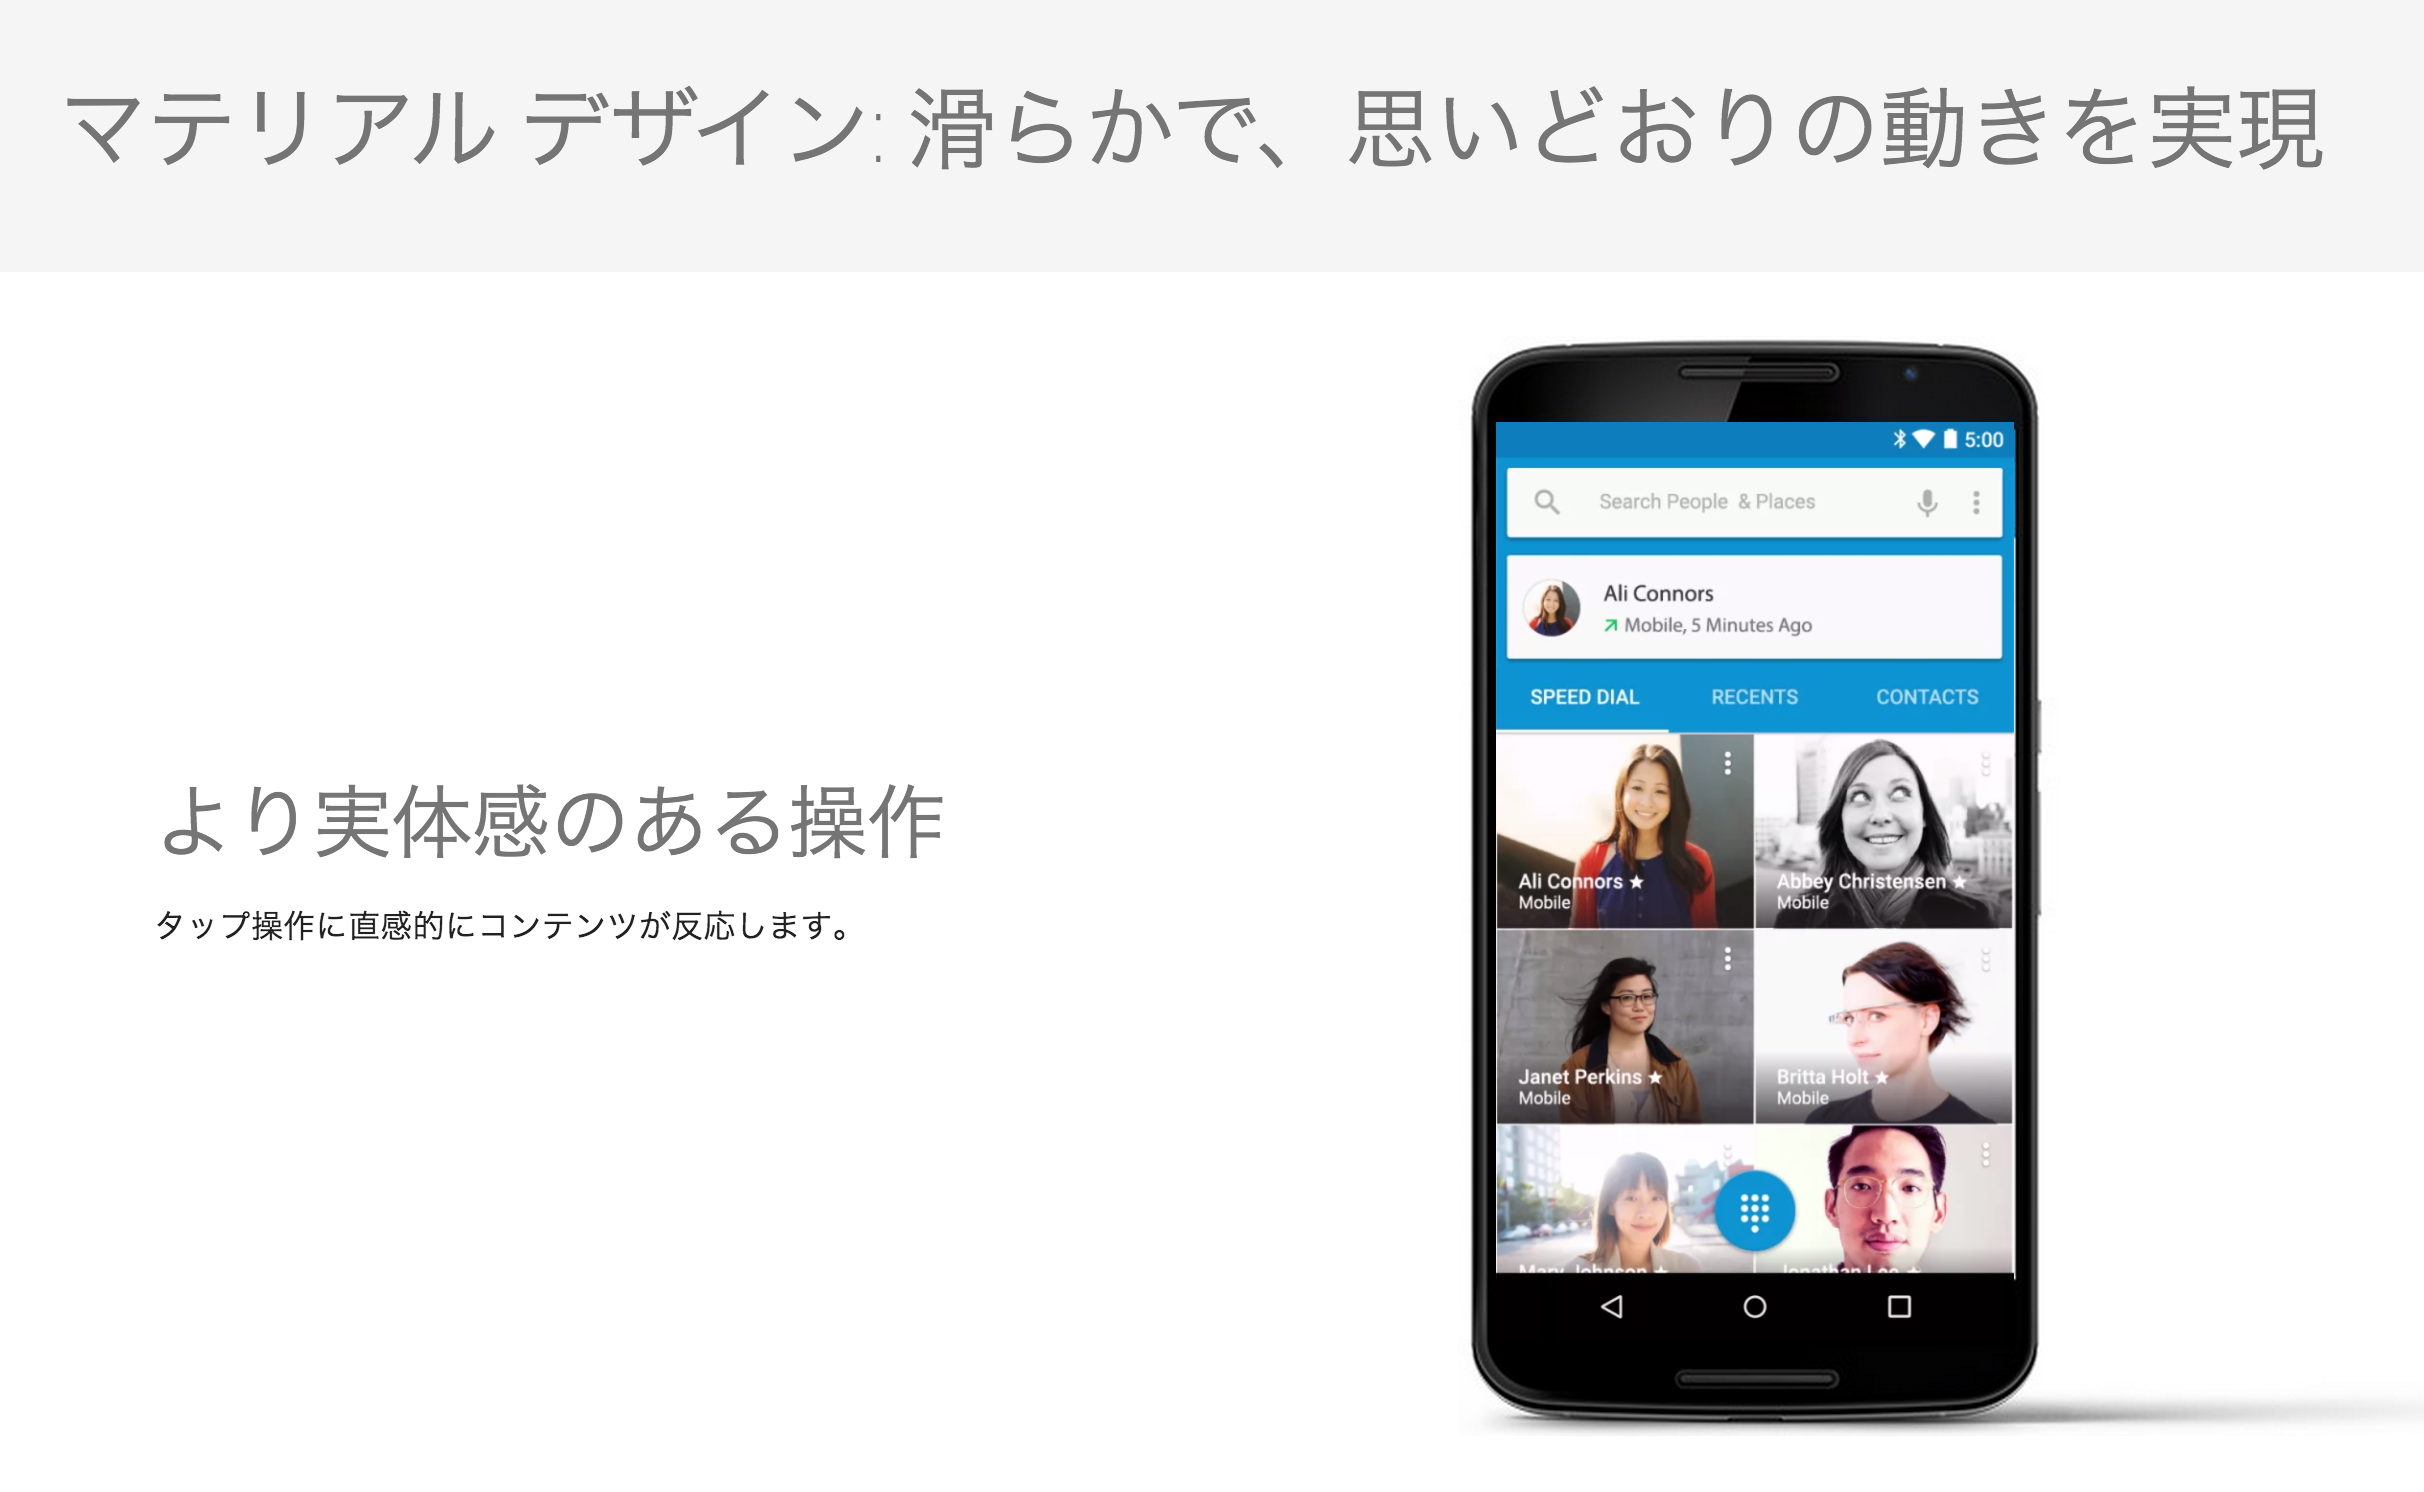 マテリアル デザイン: 滑らかで、思いどおりの動きを実現
より実体感のある操作
タップ操作に直感的にコンテンツが反応します。
5:00
Search People & Places
Ali Connors
Mobile, 5 Minutes Ago
SPEED DIAL RECENTS CONTACTS
Ali Connors ★
Mobile
Abbey Christensen ★
Mobile
Janet Perkins ★
Mobile
Britta Holt ★
Mobile
Mary Johnson ★
Jonathan Lee ★